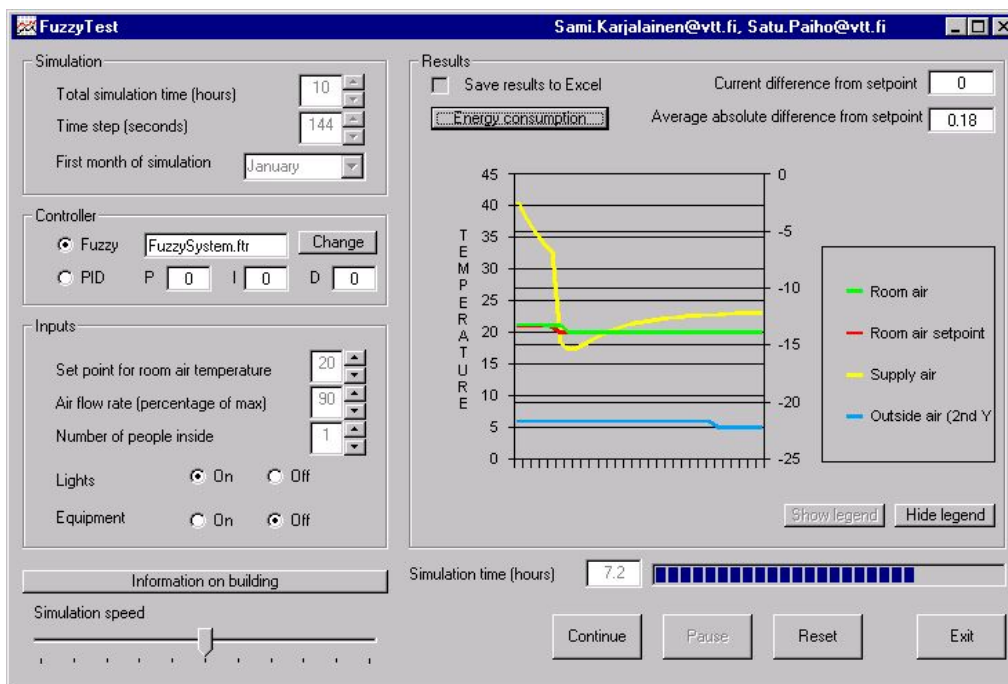 FuzzyTest Sami.Karjalainen@vtt.fi, Satu.Paiho@vtt.fi
Simulation
Total simulation time (hours) 10
Time step (seconds) 144
First month of simulation January
Controller
Fuzzy FuzzySystem.ftr Change
PID P 0 I 0 D 0
Inputs
Set point for room air temperature 20
Air flow rate (percentage of max) 90
Number of people inside 1
Lights On Off
Equipment On Off
Information on building
Simulation speed
Results
Save results to Excel
Current difference from setpoint 0
Energy consumption
Average absolute difference from setpoint 0.18
TEMPERATURE
45
40
35
30
25
20
15
10
5
0
0
-5
-10
-15
-20
-25
Room air
Room air setpoint
Supply air
Outside air (2nd Y
Show legend Hide legend
Simulation time (hours) 7.2
Continue Pause Reset Exit